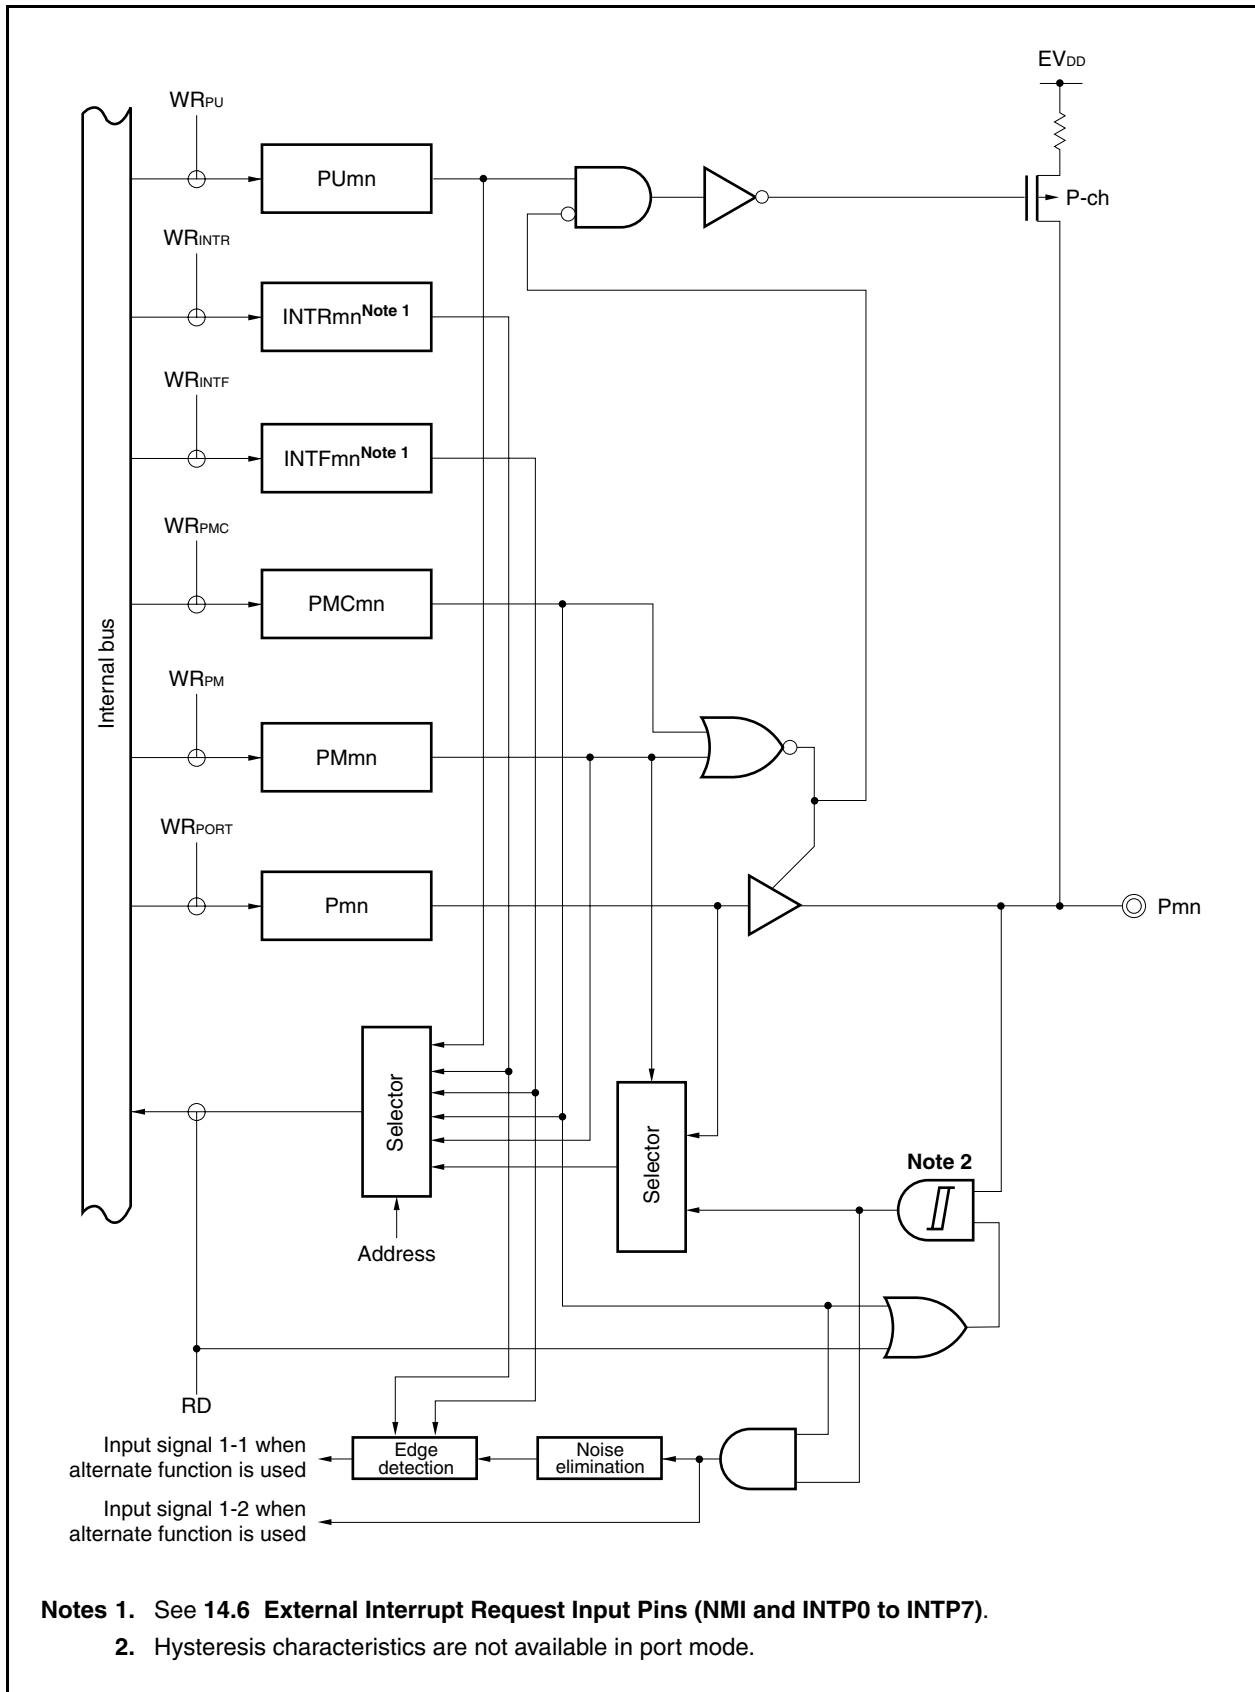 EVDD
WRPU
PUmn
P-ch
WRINTR
INTRmnNote 1
WRINTF
INTFmnNote 1
WRPMC
PMCmn
Internal bus
WRPM
PMmn
WRPORT
Pmn
Pmn
Selector
Selector
Note 2
Address
RD
Input signal 1-1 when
alternate function is used
Edge
detection
Noise
elimination
Input signal 1-2 when
alternate function is used
Notes 1. See 14.6 External Interrupt Request Input Pins (NMI and INTP0 to INTP7).
2. Hysteresis characteristics are not available in port mode.